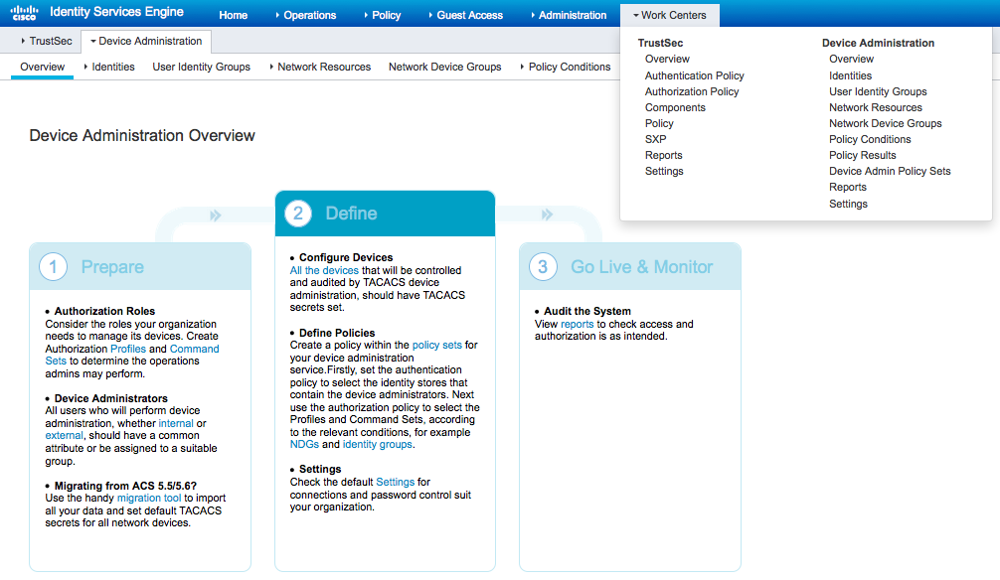 CISCO Identity Services Engine
Home Operations Policy Guest Access Administration Work Centers
TrustSec Device Administration
Overview Identities User Identity Groups Network Resources Network Device Groups Policy Conditions
TrustSec
Overview
Authentication Policy
Authorization Policy
Components
Policy
SXP
Reports
Settings
Device Administration
Overview
Identities
User Identity Groups
Network Resources
Network Device Groups
Policy Conditions
Policy Results
Device Admin Policy Sets
Reports
Settings
Device Administration Overview
1 Prepare
• Authorization Roles
Consider the roles your organization
needs to manage its devices. Create
Authorization Profiles and Command
Sets to determine the operations
admins may perform.
• Device Administrators
All users who will perform device
administration, whether internal or
external, should have a common
attribute or be assigned to a suitable
group.
• Migrating from ACS 5.5/5.6?
Use the handy migration tool to import
all your data and set default TACACS
secrets for all network devices.
2 Define
• Configure Devices
All the devices that will be controlled
and audited by TACACS device
administration, should have TACACS
secrets set.
• Define Policies
Create a policy within the policy sets for
your device administration
service.Firstly, set the authentication
policy to select the identity stores that
contain the device administrators. Next
use the authorization policy to select the
Profiles and Command Sets, according
to the relevant conditions, for example
NDGs and identity groups.
• Settings
Check the default Settings for
connections and password control suit
your organization.
3 Go Live & Monitor
• Audit the System
View reports to check access and
authorization is as intended.